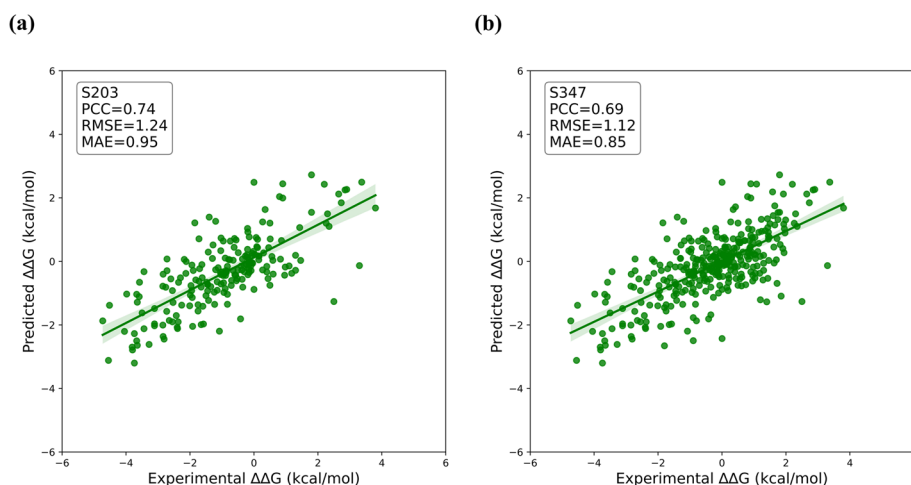 (a)
(b)
S203
PCC=0.74
RMSE=1.24
MAE=0.95
6
4
2
0
−2
−4
−6
Predicted ΔΔG (kcal/mol)
−6
−4
−2
0
2
4
6
Experimental ΔΔG (kcal/mol)
S347
PCC=0.69
RMSE=1.12
MAE=0.85
6
4
2
0
−2
−4
−6
Predicted ΔΔG (kcal/mol)
−6
−4
−2
0
2
4
Experimental ΔΔG (kcal/mol)